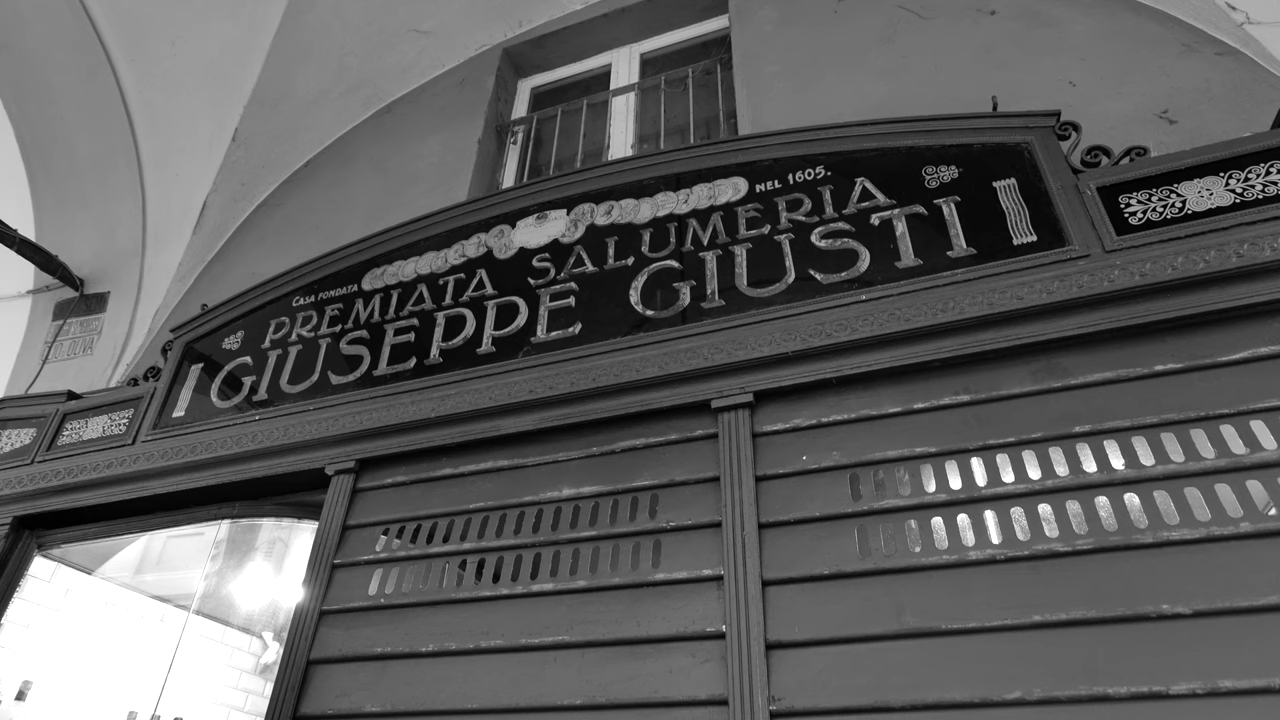 CASA FONDATA NEL 1605.
PREMIATA SALUMERIA
GIUSEPPE GIUSTI